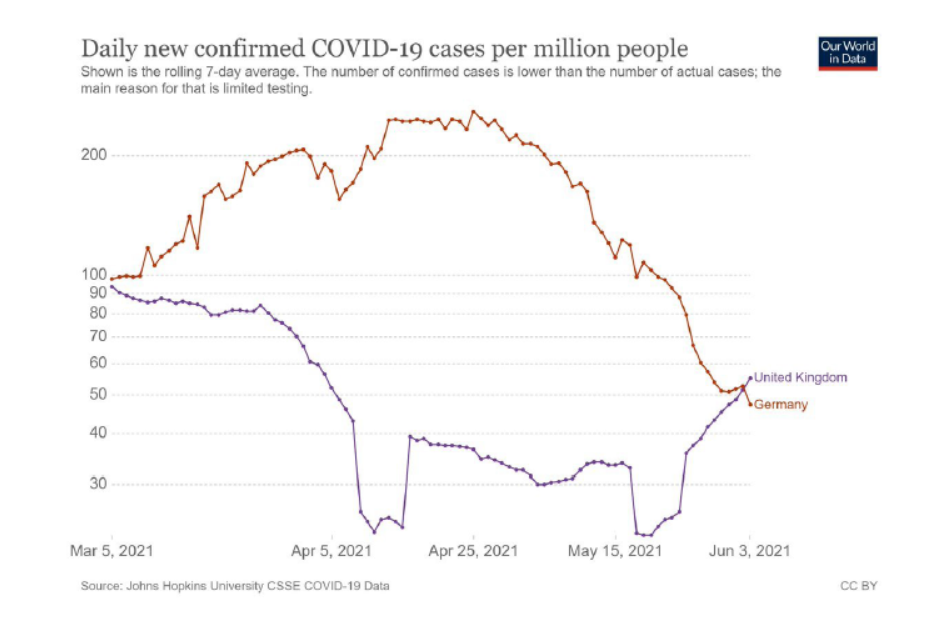 Daily new confirmed COVID-19 cases per million people
Our World
in Data
Shown is the rolling 7-day average. The number of confirmed cases is lower than the number of actual cases; the
main reason for that is limited testing.
200
100
90
80
70
60
50
40
30
United Kingdom
Germany
Mar 5, 2021
Apr 5, 2021
Apr 25, 2021
May 15, 2021
Jun 3, 2021
Source: Johns Hopkins University CSSE COVID-19 Data
CC BY